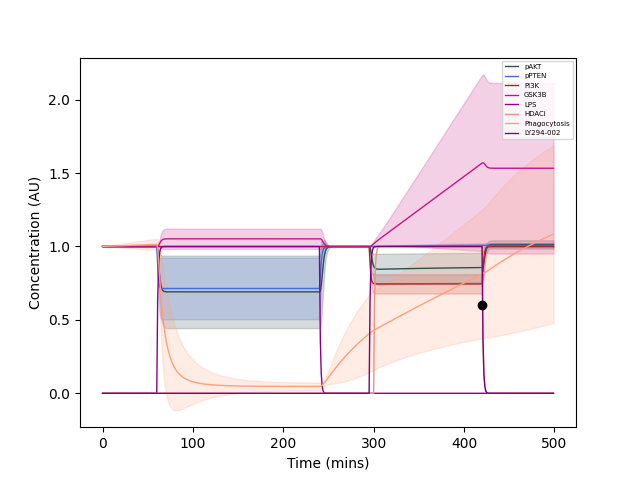 pAKT
pPTEN
PI3K
GSK3B
LPS
HDACi
Phagocytosis
LY294-002
2.0
1.5
1.0
0.5
0.0
Concentration (AU)
0
100
200
300
400
500
Time (mins)